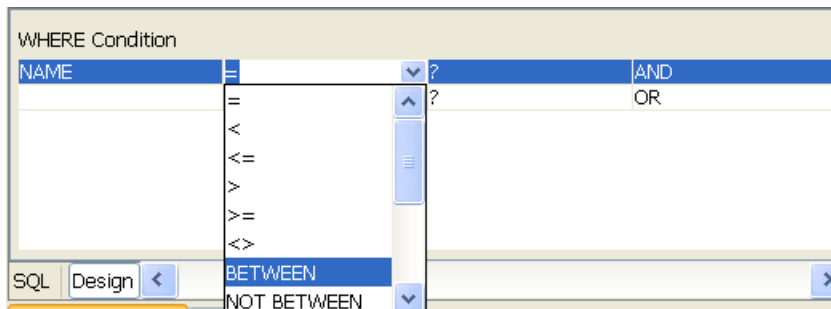 WHERE Condition
NAME = ? AND
= ? OR
<
<=
>
>=
<>
BETWEEN
SQL Design
NOT BETWEEN